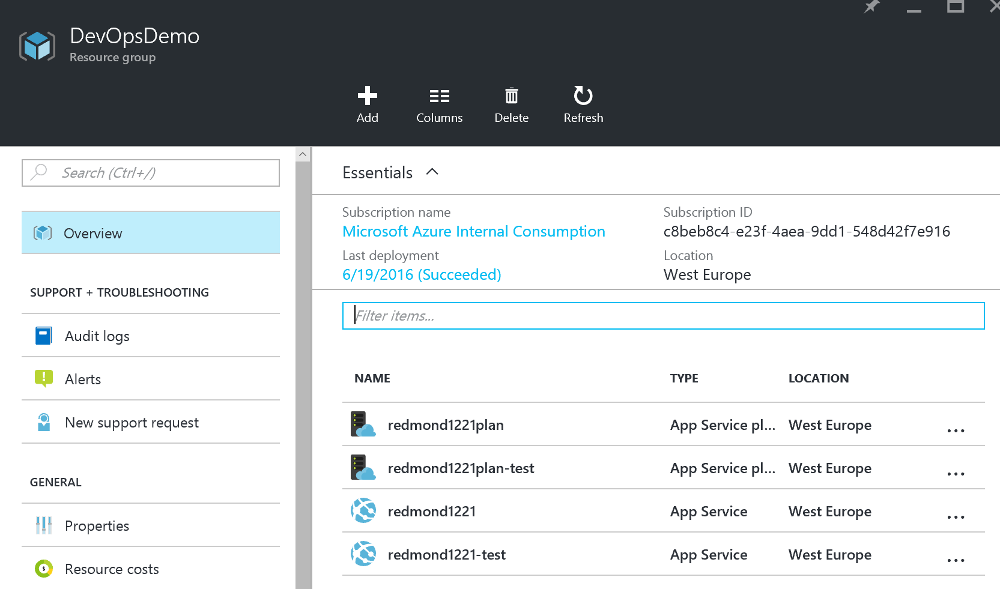 DevOpsDemo
Resource group
Add Columns Delete Refresh
Search (Ctrl+/)
Overview
SUPPORT + TROUBLESHOOTING
Audit logs
Alerts
New support request
GENERAL
Properties
Resource costs
Essentials
Subscription name Subscription ID
Microsoft Azure Internal Consumption c8beb8c4-e23f-4aea-9dd1-548d42f7e916
Last deployment Location
6/19/2016 (Succeeded) West Europe
Filter items...
NAME TYPE LOCATION
redmond1221plan App Service pl... West Europe ...
redmond1221plan-test App Service pl... West Europe ...
redmond1221 App Service West Europe ...
redmond1221-test App Service West Europe ...